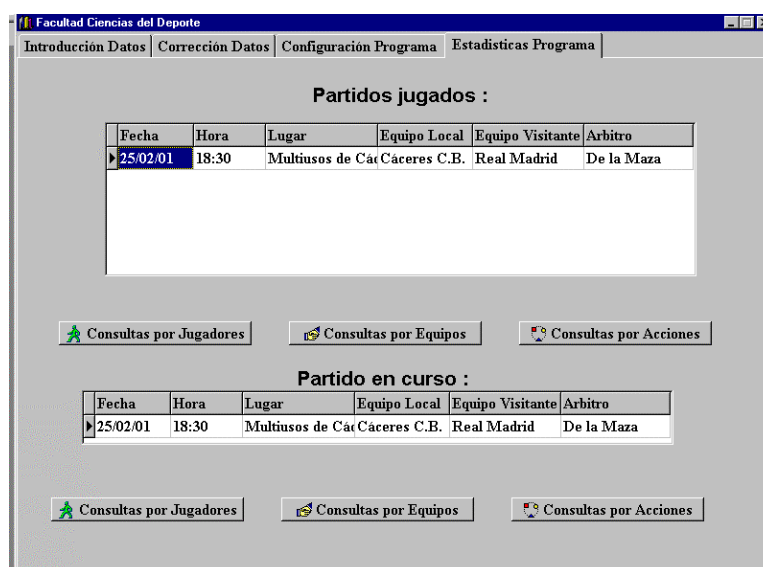 Facultad Ciencias del Deporte
Introducción Datos Corrección Datos Configuración Programa Estadisticas Programa
Partidos jugados :
Fecha Hora Lugar Equipo Local Equipo Visitante Arbitro
25/02/01 18:30 Multiusos de Các Cáceres C.B. Real Madrid De la Maza
Consultas por Jugadores Consultas por Equipos Consultas por Acciones
Partido en curso :
Fecha Hora Lugar Equipo Local Equipo Visitante Arbitro
25/02/01 18:30 Multiusos de Các Cáceres C.B. Real Madrid De la Maza
Consultas por Jugadores Consultas por Equipos Consultas por Acciones